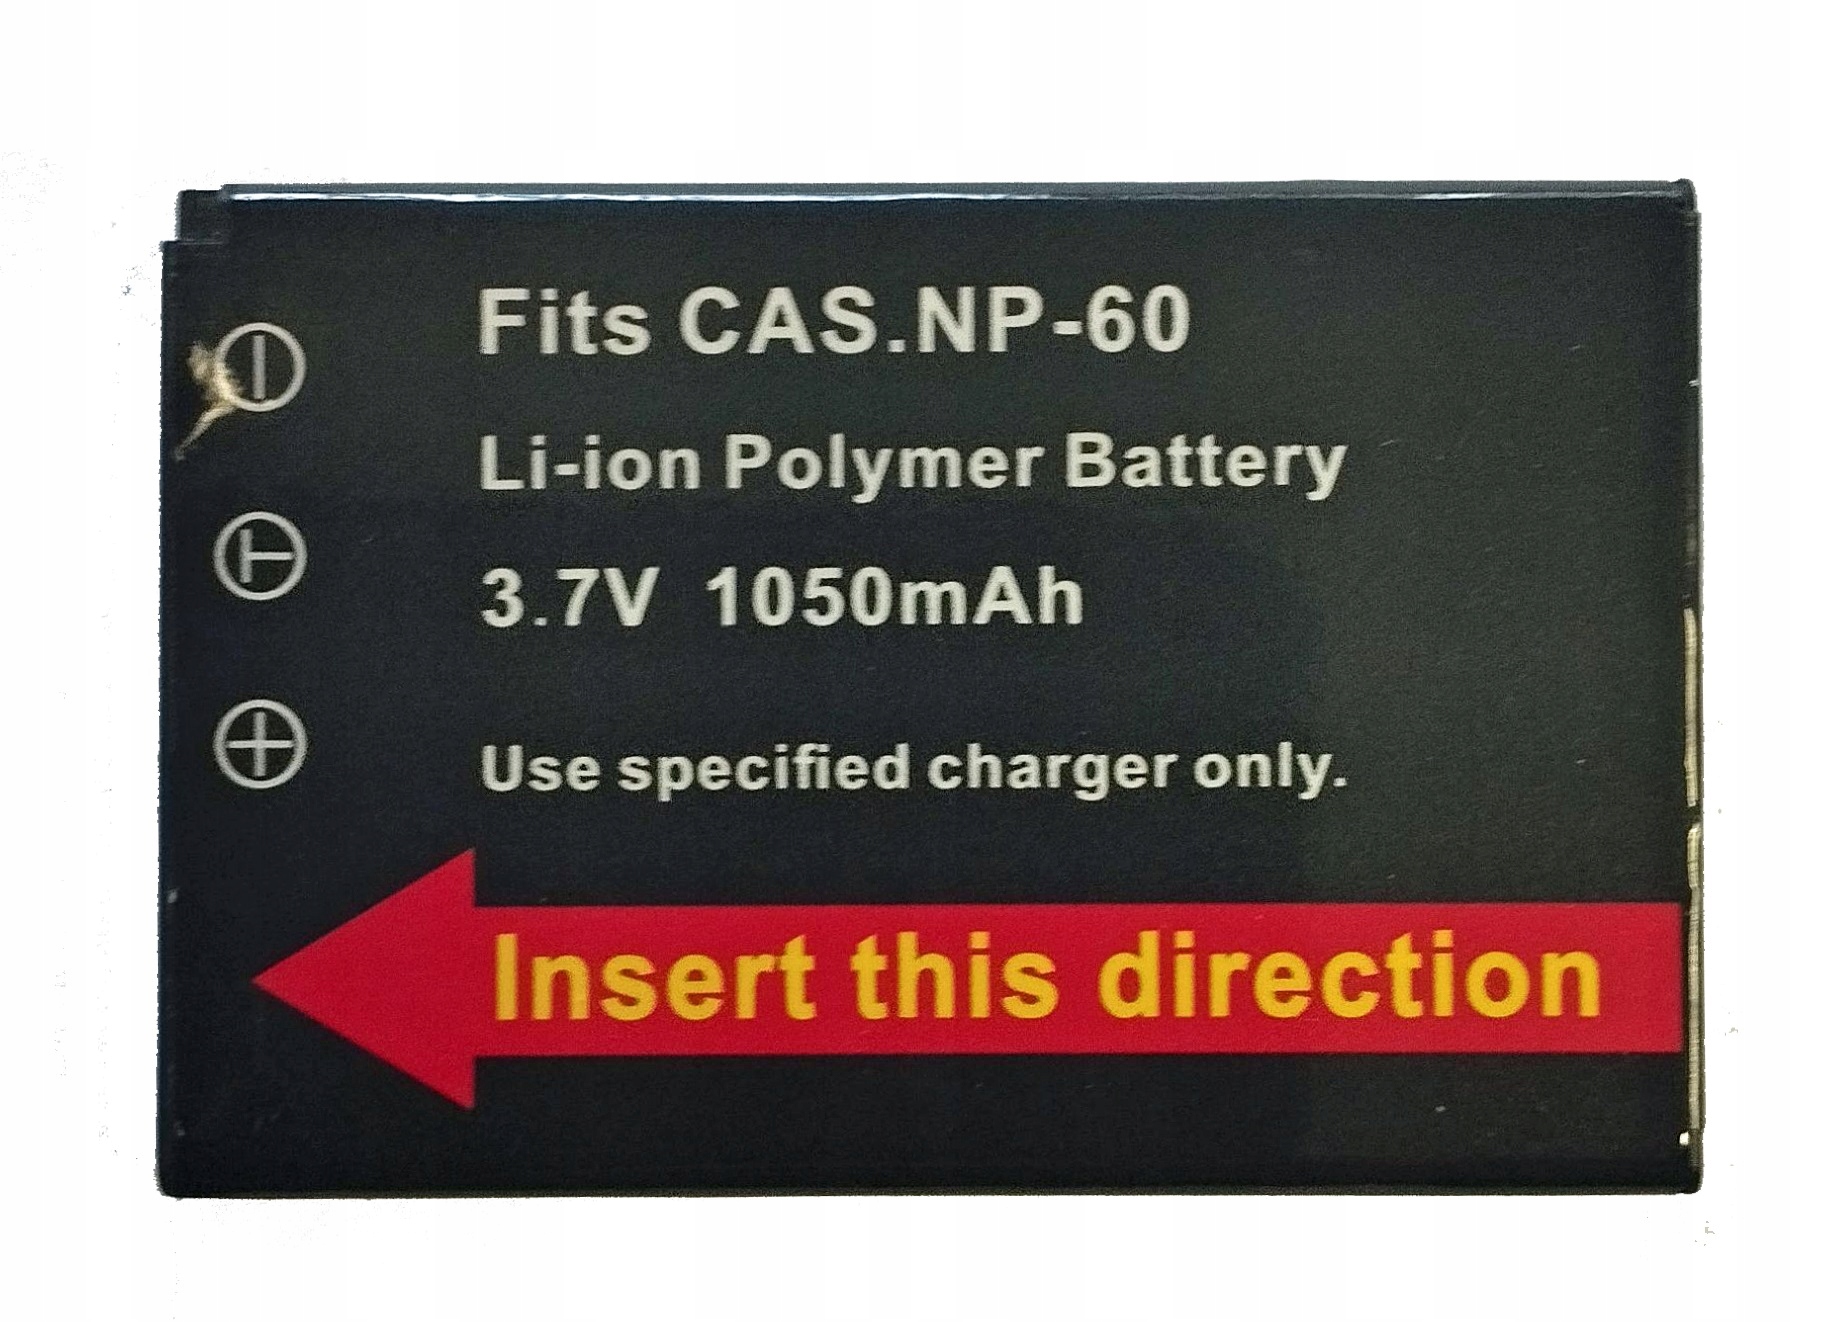 Fits CAS.NP-60
Li-ion Polymer Battery
3.7V 1050mAh
Use specified charger only.
Insert this direction